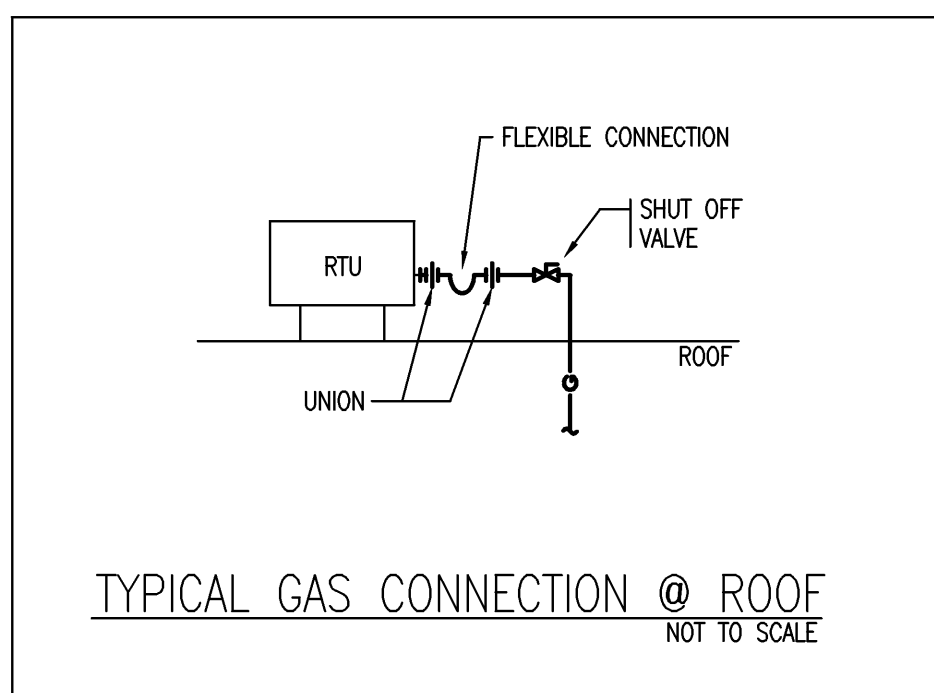 FLEXIBLE CONNECTION
SHUT OFF
VALVE
RTU
ROOF
G
UNION
TYPICAL GAS CONNECTION @ ROOF
NOT TO SCALE